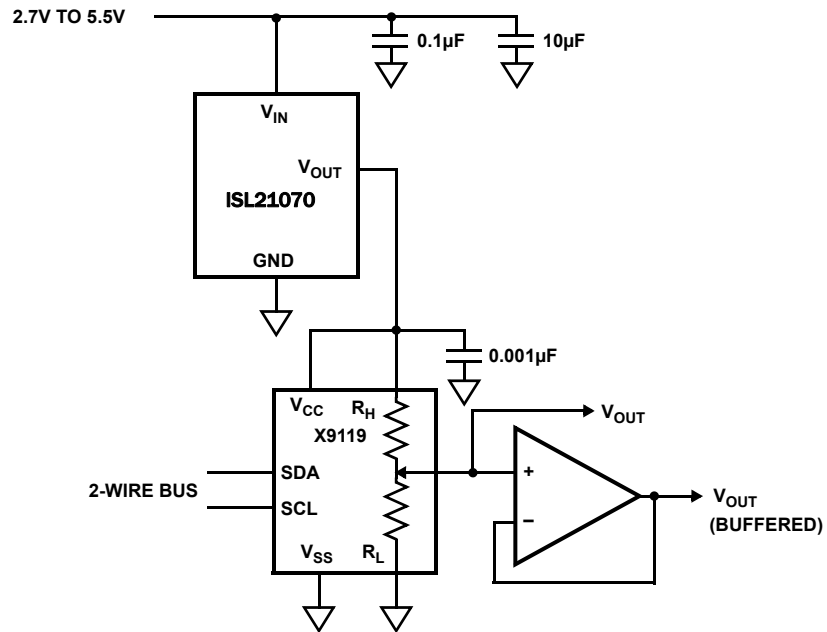 2.7V TO 5.5V
0.1µF
10µF
VIN
VOUT
ISL21070
GND
0.001µF
VCC
RH
X9119
VOUT
SDA
+
2-WIRE BUS
SCL
−
VOUT
(BUFFERED)
VSS
RL